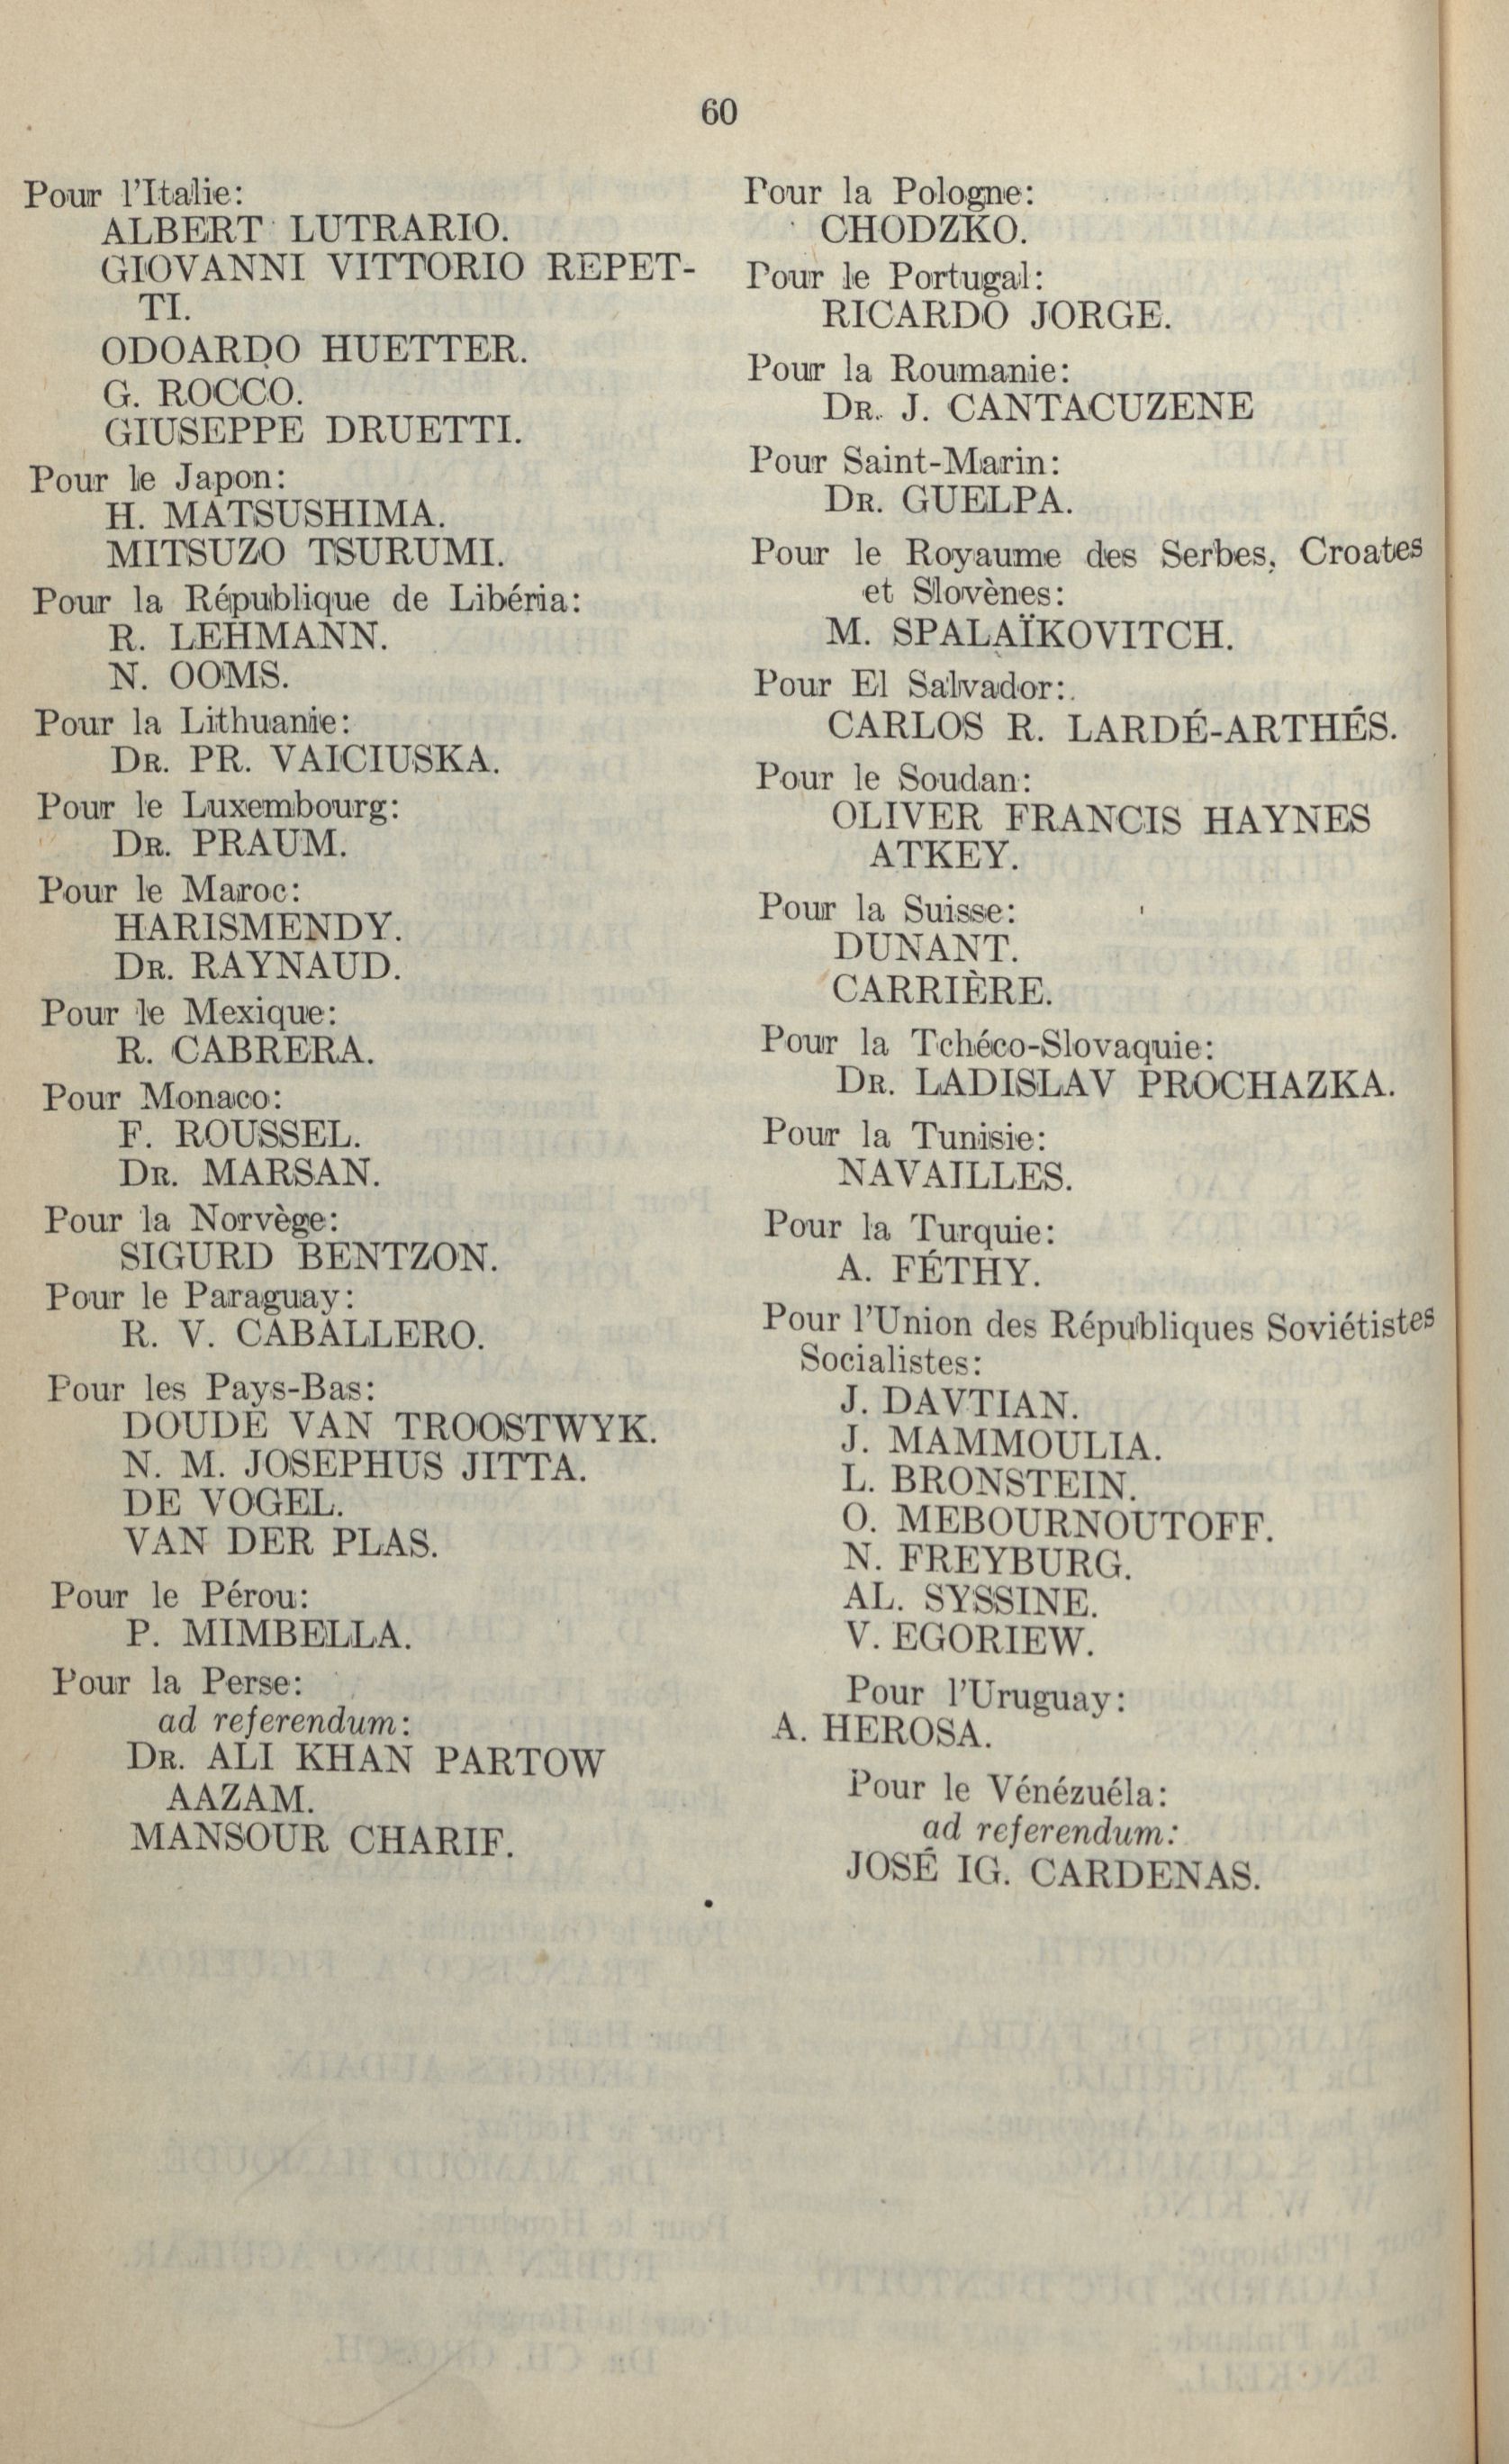 60
Pour l'Italie:
ALBERT LUTRARIO.
GIOVANNI VITTORIO REPET-
TI.
ODOARDO HUETTER.
G. ROCCO.
GIUSEPPE DRUETTI.
Pour le Japon:
H. MATSUSHIMA.
MITSUZO TSURUMI.
Pour la République de Libéria:
R. LEHMANN.
N. OOMS.
Pour la Lithuanie:
DR. PR. VAICIUSKA.
Pour le Luxembourg:
DR. PRAUM.
Pour le Maroc:
HARISMENDY.
DR. RAYNAUD.
Pour le Mexique:
R. CABRERA.
Pour Monaco:
F. ROUSSEL.
DR. MARSAN.
Pour la Norvège:
SIGURD BENTZON.
Pour le Paraguay:
R. V. CABALLERO.
Pour les Pays-Bas:
DOUDE VAN TROOSTWYK.
N. M. JOSEPHUS JITTA.
DE VOGEL.
VAN DER PLAS.
Pour le Pérou:
P. MIMBELLA.
Pour la Perse:
ad referendum:
DR. ALI KHAN PARTOW
AAZAM.
MANSOUR CHARIF.
Pour la Pologne:
CHODZKO.
Pour le Portugal:
RICARDO JORGE.
Pour la Roumanie:
DR. J. CANTACUZENE
Pour Saint-Marin:
DR. GUELPA.
Pour le Royaume des Serbes, Croates
et Slovènes:
M. SPALAÏKOVITCH.
Pour El Salvador:
CARLOS R. LARDÉ-ARTHÉS.
Pour le Soudan:
OLIVER FRANCIS HAYNES
ATKEY.
Pour la Suisse:
DUNANT.
CARRIÈRE.
Pour la Tchéco-Slovaquie:
DR. LADISLAV PROCHAZKA.
Pour la Tunisie:
NAVAILLES.
Pour la Turquie:
A. FÉTHY.
Pour l'Union des Républiques Soviétistes
Socialistes:
J. DAVTIAN.
J. MAMMOULIA.
L. BRONSTEIN.
O. MEBOURNOUTOFF.
N. FREYBURG.
AL. SYSSINE.
V. EGORIEW.
Pour l'Uruguay:
A. HEROSA.
Pour le Vénézuéla:
ad referendum:
JOSÉ IG. CARDENAS.